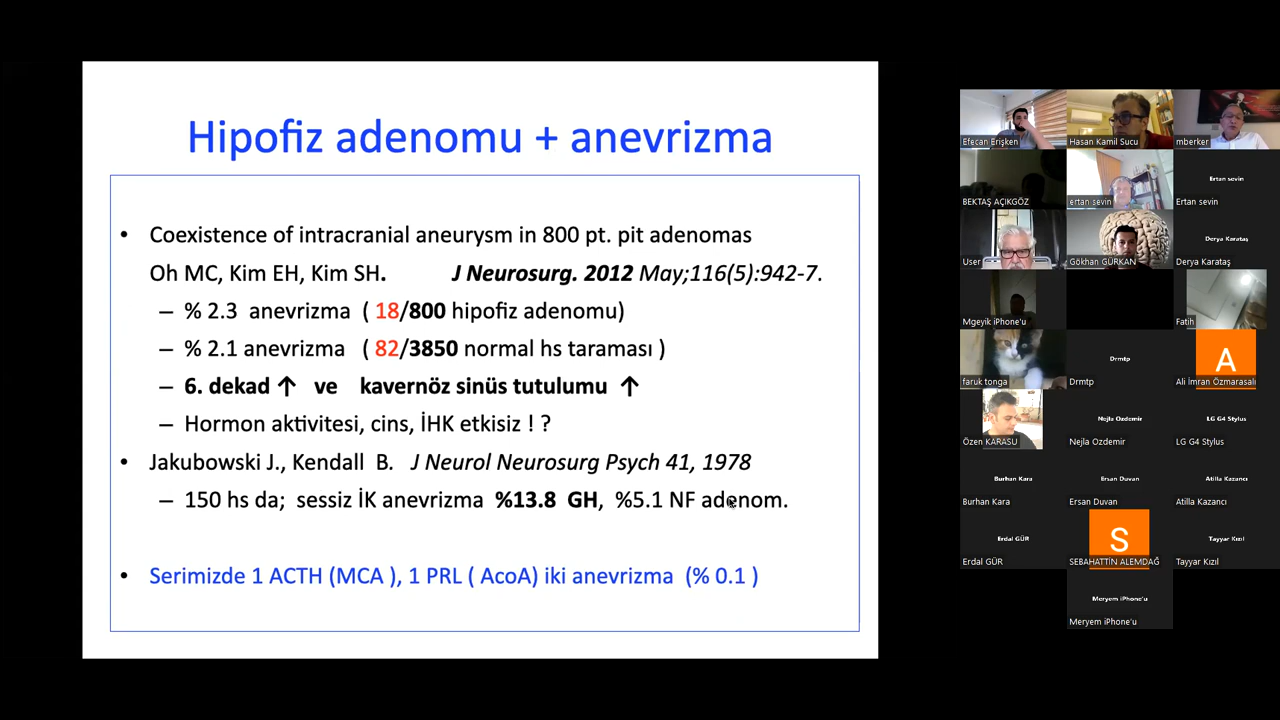 Hipofiz adenomu + anevrizma
• Coexistence of intracranial aneurysm in 800 pt. pit adenomas
Oh MC, Kim EH, Kim SH. J Neurosurg. 2012 May;116(5):942-7.
– % 2.3 anevrizma ( 18/800 hipofiz adenomu)
– % 2.1 anevrizma ( 82/3850 normal hs taraması )
– 6. dekad ↑ ve kavernöz sinüs tutulumu ↑
– Hormon aktivitesi, cins, İHK etkisiz ! ?
• Jakubowski J., Kendall B. J Neurol Neurosurg Psych 41, 1978
– 150 hs da; sessiz İK anevrizma %13.8 GH, %5.1 NF adenom.
• Serimizde 1 ACTH (MCA ), 1 PRL ( AcoA) iki anevrizma (% 0.1 )
Efecan Erişken
Hasan Kamil Sucu
mberker
BEKTAŞ AÇIKGÖZ
ertan sevin
Ertan sevin
Ertan sevin
User
Gökhan GÜRKAN
Derya Karataş
Derya Karataş
Mgeyik iPhone'u
Fatih
faruk tonga
Drmtp
Drmtp
A
Ali İmran Özmarasalı
Özen KARASU
Nejla Ozdemir
Nejla Ozdemir
LG G4 Stylus
LG G4 Stylus
Burhan Kara
Burhan Kara
Ersan Duvan
Ersan Duvan
Atilla Kazancı
Atilla Kazancı
Erdal GÜR
Erdal GÜR
S
SEBAHATTİN ALEMDAĞ
Tayyar Kızıl
Tayyar Kızıl
Meryem iPhone'u
Meryem iPhone'u